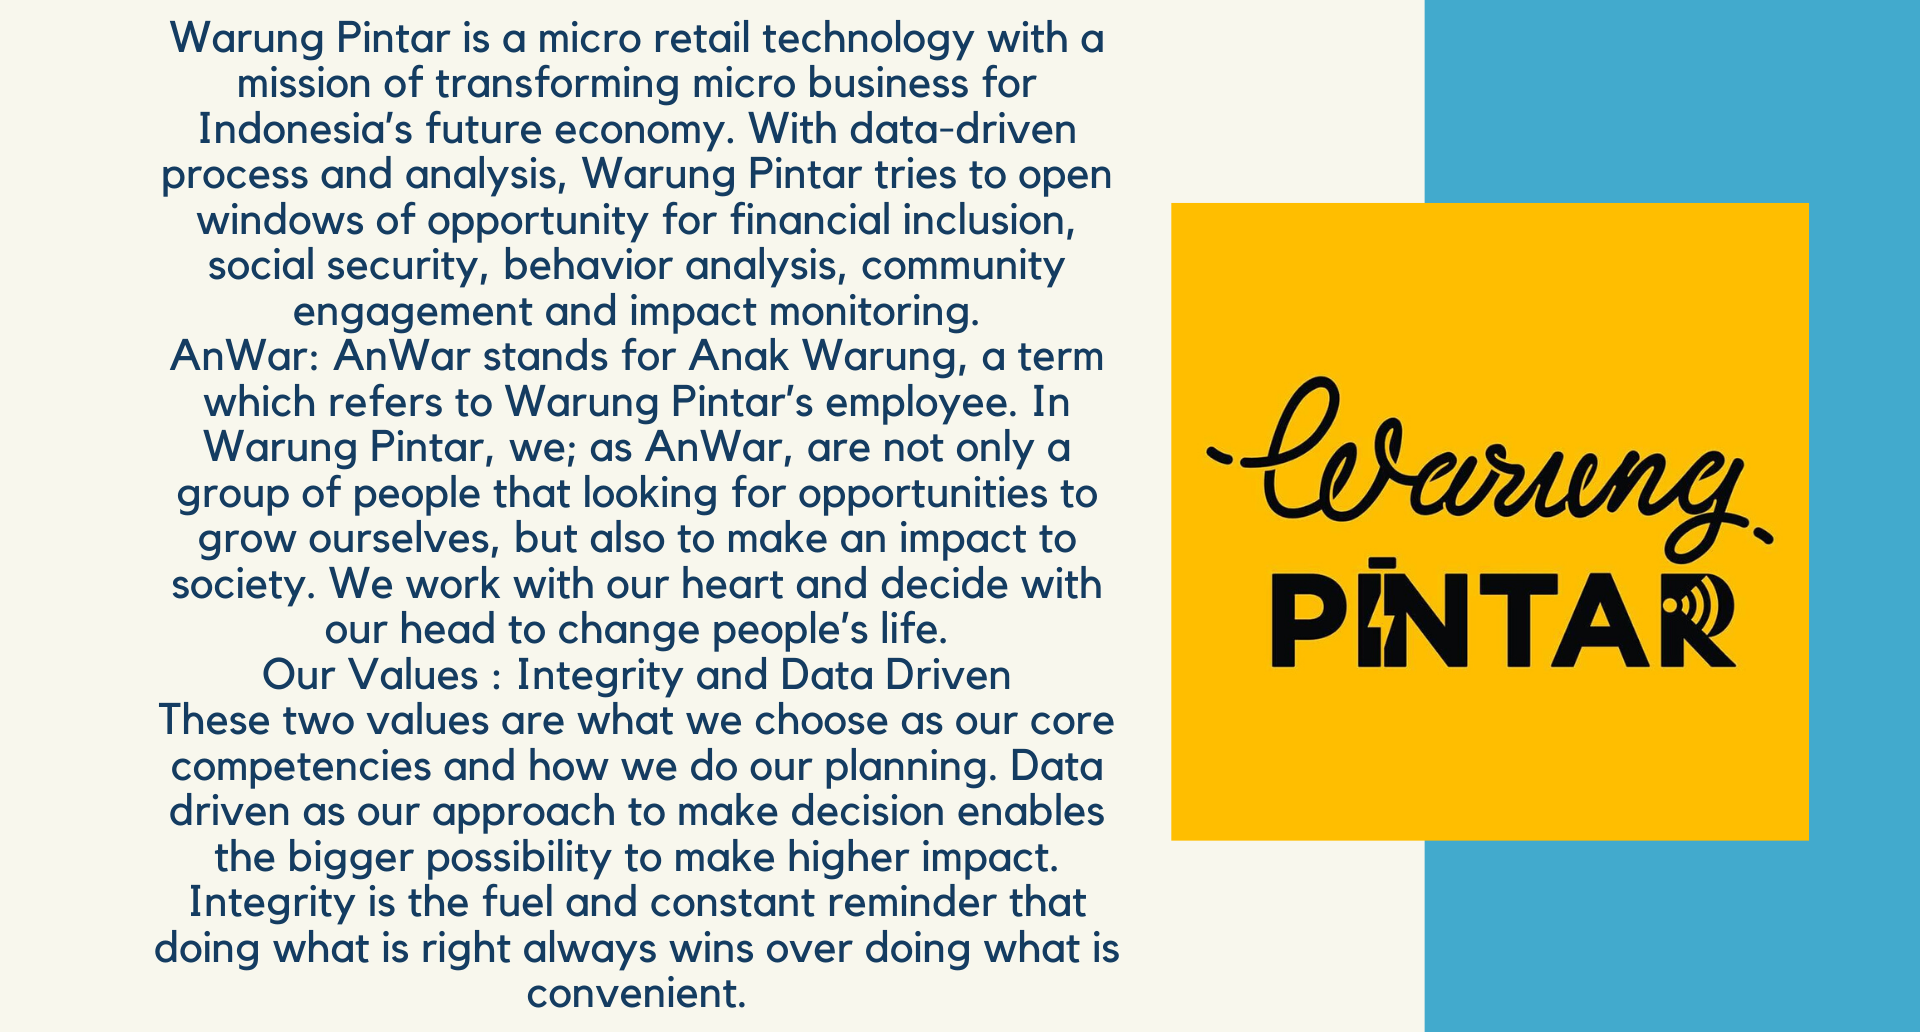 Warung Pintar is a micro retail technology with a
mission of transforming micro business for
Indonesia’s future economy. With data-driven
process and analysis, Warung Pintar tries to open
windows of opportunity for financial inclusion,
social security, behavior analysis, community
engagement and impact monitoring.
AnWar: AnWar stands for Anak Warung, a term
which refers to Warung Pintar’s employee. In
Warung Pintar, we; as AnWar, are not only a
group of people that looking for opportunities to
grow ourselves, but also to make an impact to
society. We work with our heart and decide with
our head to change people’s life.
Our Values : Integrity and Data Driven
These two values are what we choose as our core
competencies and how we do our planning. Data
driven as our approach to make decision enables
the bigger possibility to make higher impact.
Integrity is the fuel and constant reminder that
doing what is right always wins over doing what is
convenient.
Warung
PINTAR